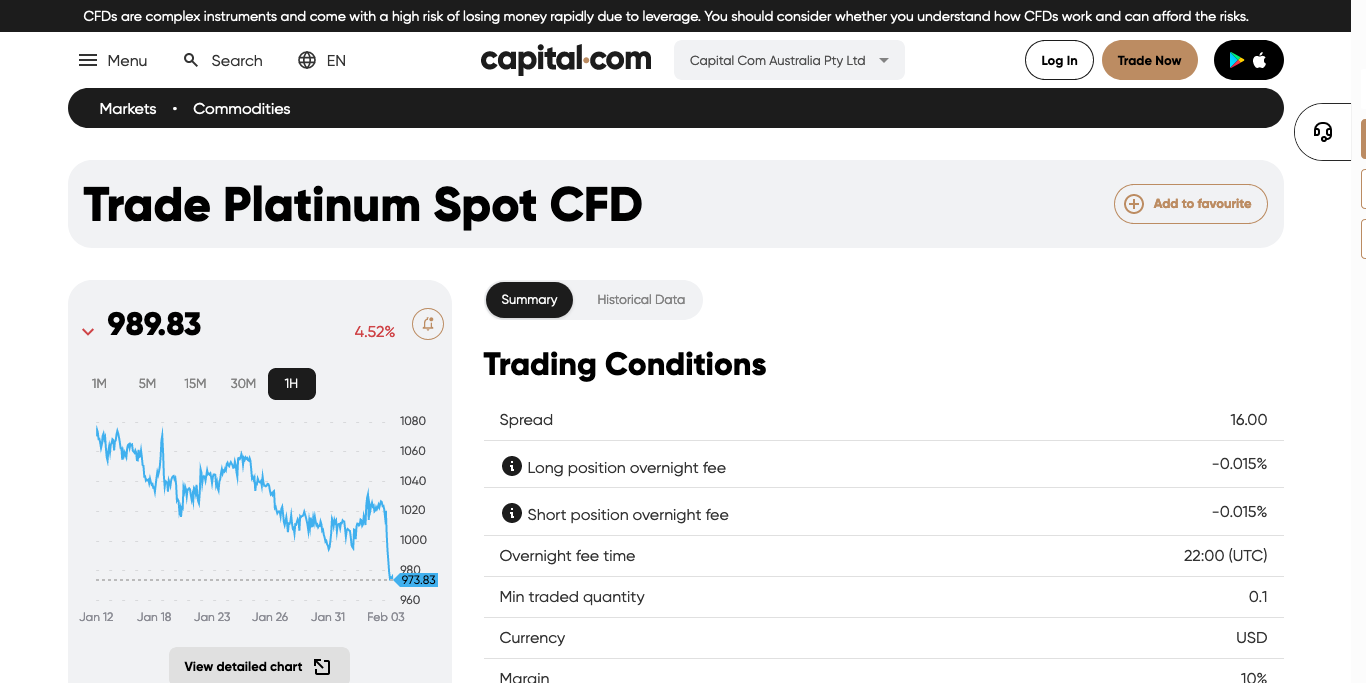 CFDs are complex instruments and come with a high risk of losing money rapidly due to leverage. You should consider whether you understand how CFDs work and can afford the risks.
Menu Search EN capital.com Capital Com Australia Pty Ltd Log In Trade Now
Markets • Commodities
Trade Platinum Spot CFD
Add to favourite
989.83
4.52%
1M 5M 15M 30M 1H
1080
1060
1040
1020
1000
980
973.83
960
Jan 12 Jan 18 Jan 23 Jan 26 Jan 31 Feb 03
View detailed chart
Summary Historical Data
Trading Conditions
Spread 16.00
Long position overnight fee -0.015%
Short position overnight fee -0.015%
Overnight fee time 22:00 (UTC)
Min traded quantity 0.1
Currency USD
Margin 10%